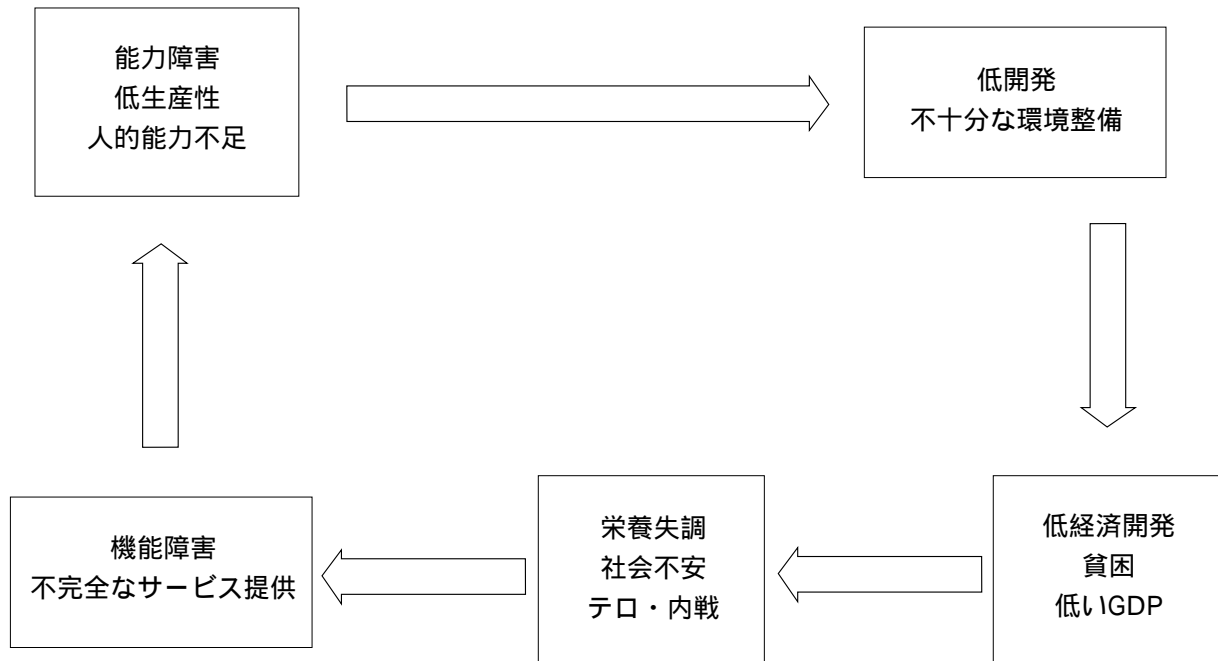 能力障害
低生産性
人的能力不足
低開発
不十分な環境整備
機能障害
不完全なサービス提供
栄養失調
社会不安
テロ・内戦
低経済開発
貧困
低いGDP